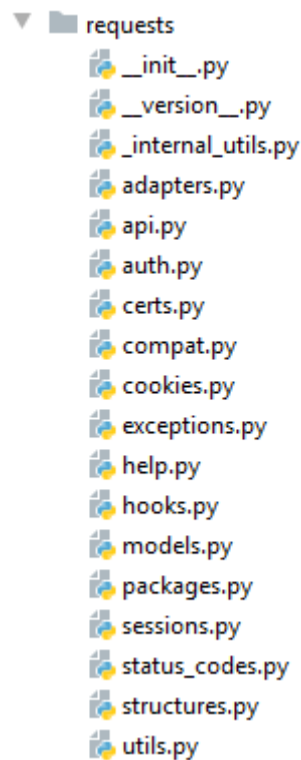 requests
__init__.py
__version__.py
_internal_utils.py
adapters.py
api.py
auth.py
certs.py
compat.py
cookies.py
exceptions.py
help.py
hooks.py
models.py
packages.py
sessions.py
status_codes.py
structures.py
utils.py